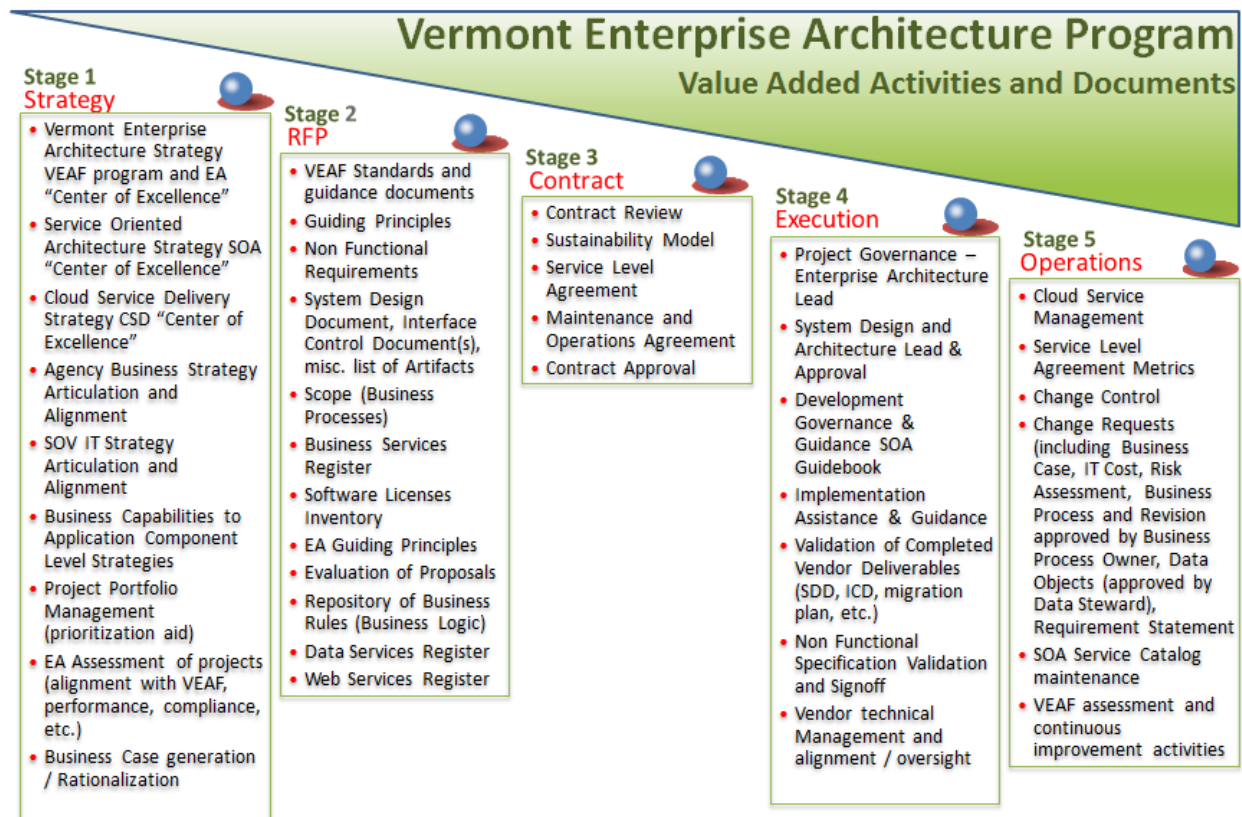 Vermont Enterprise Architecture Program
Value Added Activities and Documents
Stage 1
Strategy
• Vermont Enterprise
Architecture Strategy
VEAF program and EA
“Center of Excellence”
• Service Oriented
Architecture Strategy SOA
“Center of Excellence”
• Cloud Service Delivery
Strategy CSD “Center of
Excellence”
• Agency Business Strategy
Articulation and
Alignment
• SOV IT Strategy
Articulation and
Alignment
• Business Capabilities to
Application Component
Level Strategies
• Project Portfolio
Management
(prioritization aid)
• EA Assessment of projects
(alignment with VEAF,
performance, compliance,
etc.)
• Business Case generation
/ Rationalization
Stage 2
RFP
• VEAF Standards and
guidance documents
• Guiding Principles
• Non Functional
Requirements
• System Design
Document, Interface
Control Document(s),
misc. list of Artifacts
• Scope (Business
Processes)
• Business Services
Register
• Software Licenses
Inventory
• EA Guiding Principles
• Evaluation of Proposals
• Repository of Business
Rules (Business Logic)
• Data Services Register
• Web Services Register
Stage 3
Contract
• Contract Review
• Sustainability Model
• Service Level
Agreement
• Maintenance and
Operations Agreement
• Contract Approval
Stage 4
Execution
• Project Governance –
Enterprise Architecture
Lead
• System Design and
Architecture Lead &
Approval
• Development
Governance &
Guidance SOA
Guidebook
• Implementation
Assistance & Guidance
• Validation of Completed
Vendor Deliverables
(SDD, ICD, migration
plan, etc.)
• Non Functional
Specification Validation
and Signoff
• Vendor technical
Management and
alignment / oversight
Stage 5
Operations
• Cloud Service
Management
• Service Level
Agreement Metrics
• Change Control
• Change Requests
(including Business
Case, IT Cost, Risk
Assessment, Business
Process and Revision
approved by Business
Process Owner, Data
Objects (approved by
Data Steward),
Requirement Statement
• SOA Service Catalog
maintenance
• VEAF assessment and
continuous
improvement activities